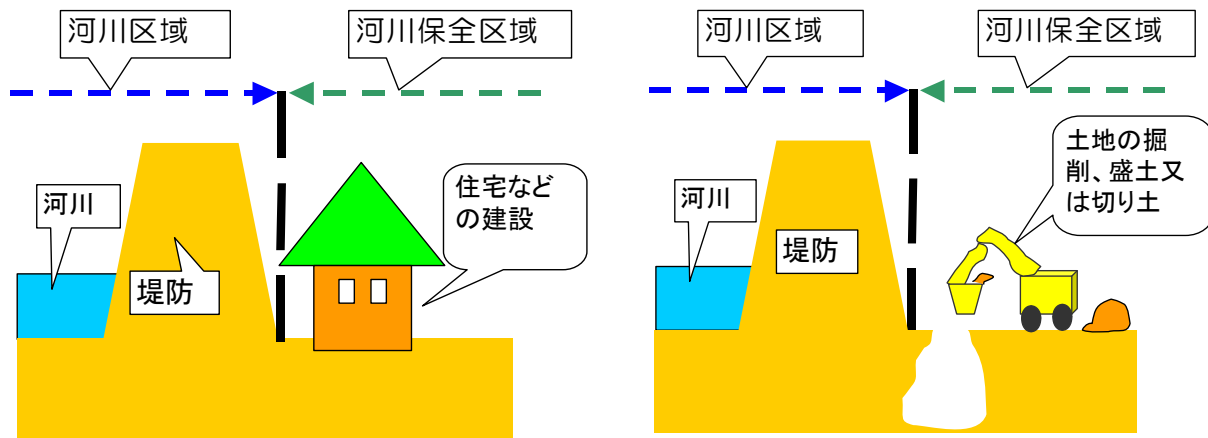 河川区域
河川保全区域
河川
堤防
住宅など
の建設
河川区域
河川保全区域
河川
堤防
土地の掘
削、盛土又
は切り土